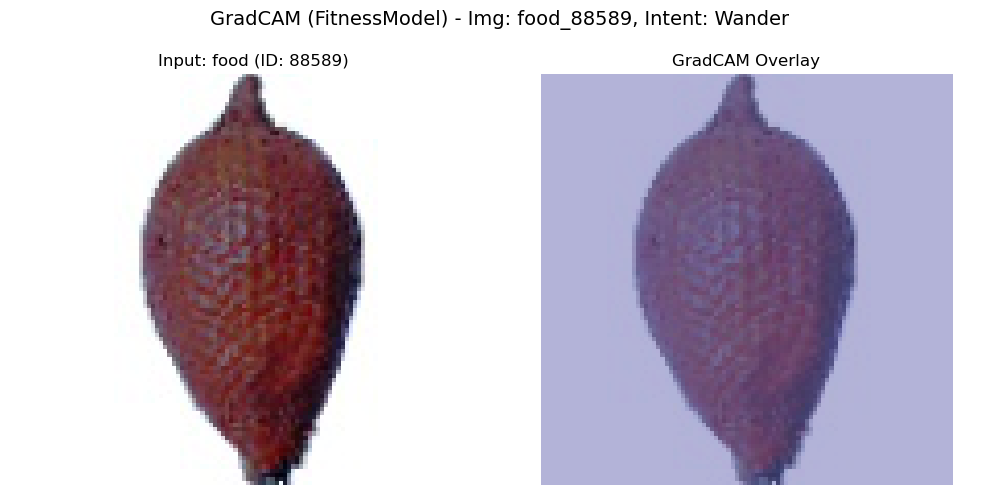 GradCAM (FitnessModel) - Img: food_88589, Intent: Wander
Input: food (ID: 88589)
GradCAM Overlay